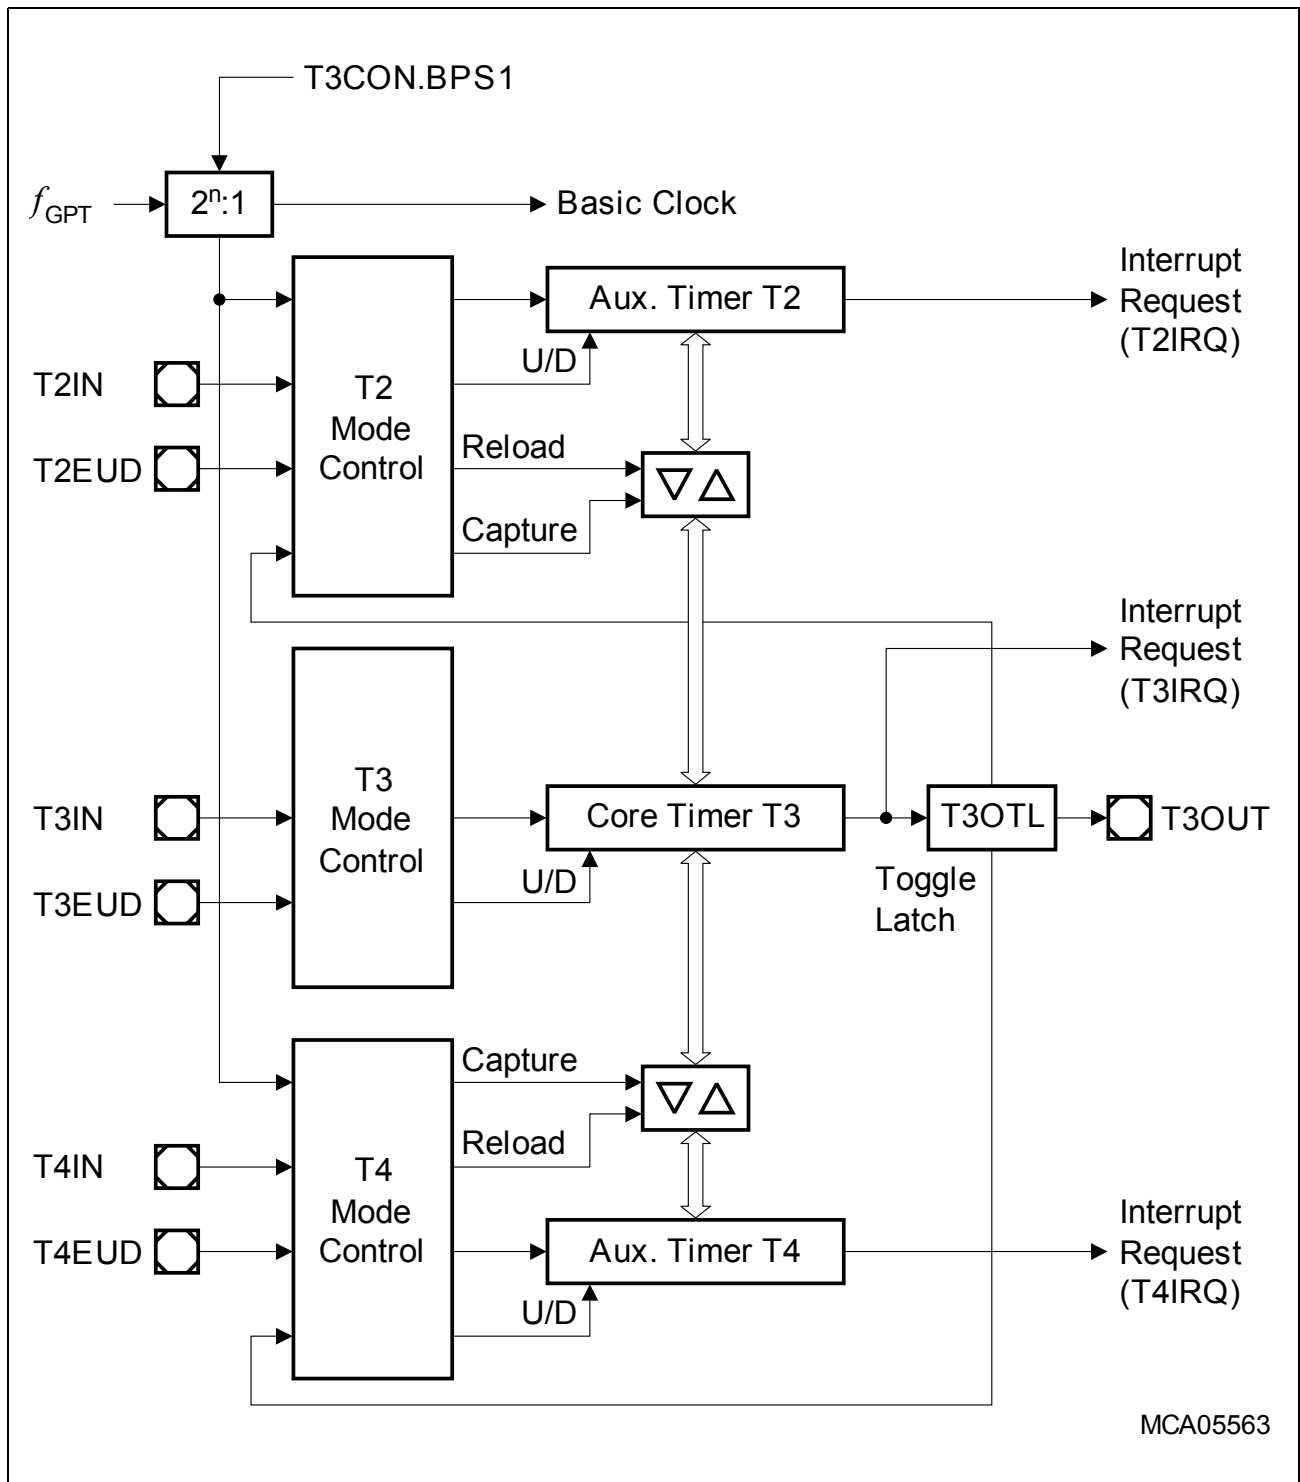 T3CON.BPS1
fGPT
2ⁿ:1
Basic Clock
Interrupt
Request
(T2IRQ)
Aux. Timer T2
U/D
T2IN
T2EUD
T2
Mode
Control
Reload
Capture
Interrupt
Request
(T3IRQ)
T3IN
T3EUD
T3
Mode
Control
Core Timer T3
U/D
T3OTL
T3OUT
Toggle
Latch
Capture
Reload
T4IN
T4EUD
T4
Mode
Control
Aux. Timer T4
U/D
Interrupt
Request
(T4IRQ)
MCA05563